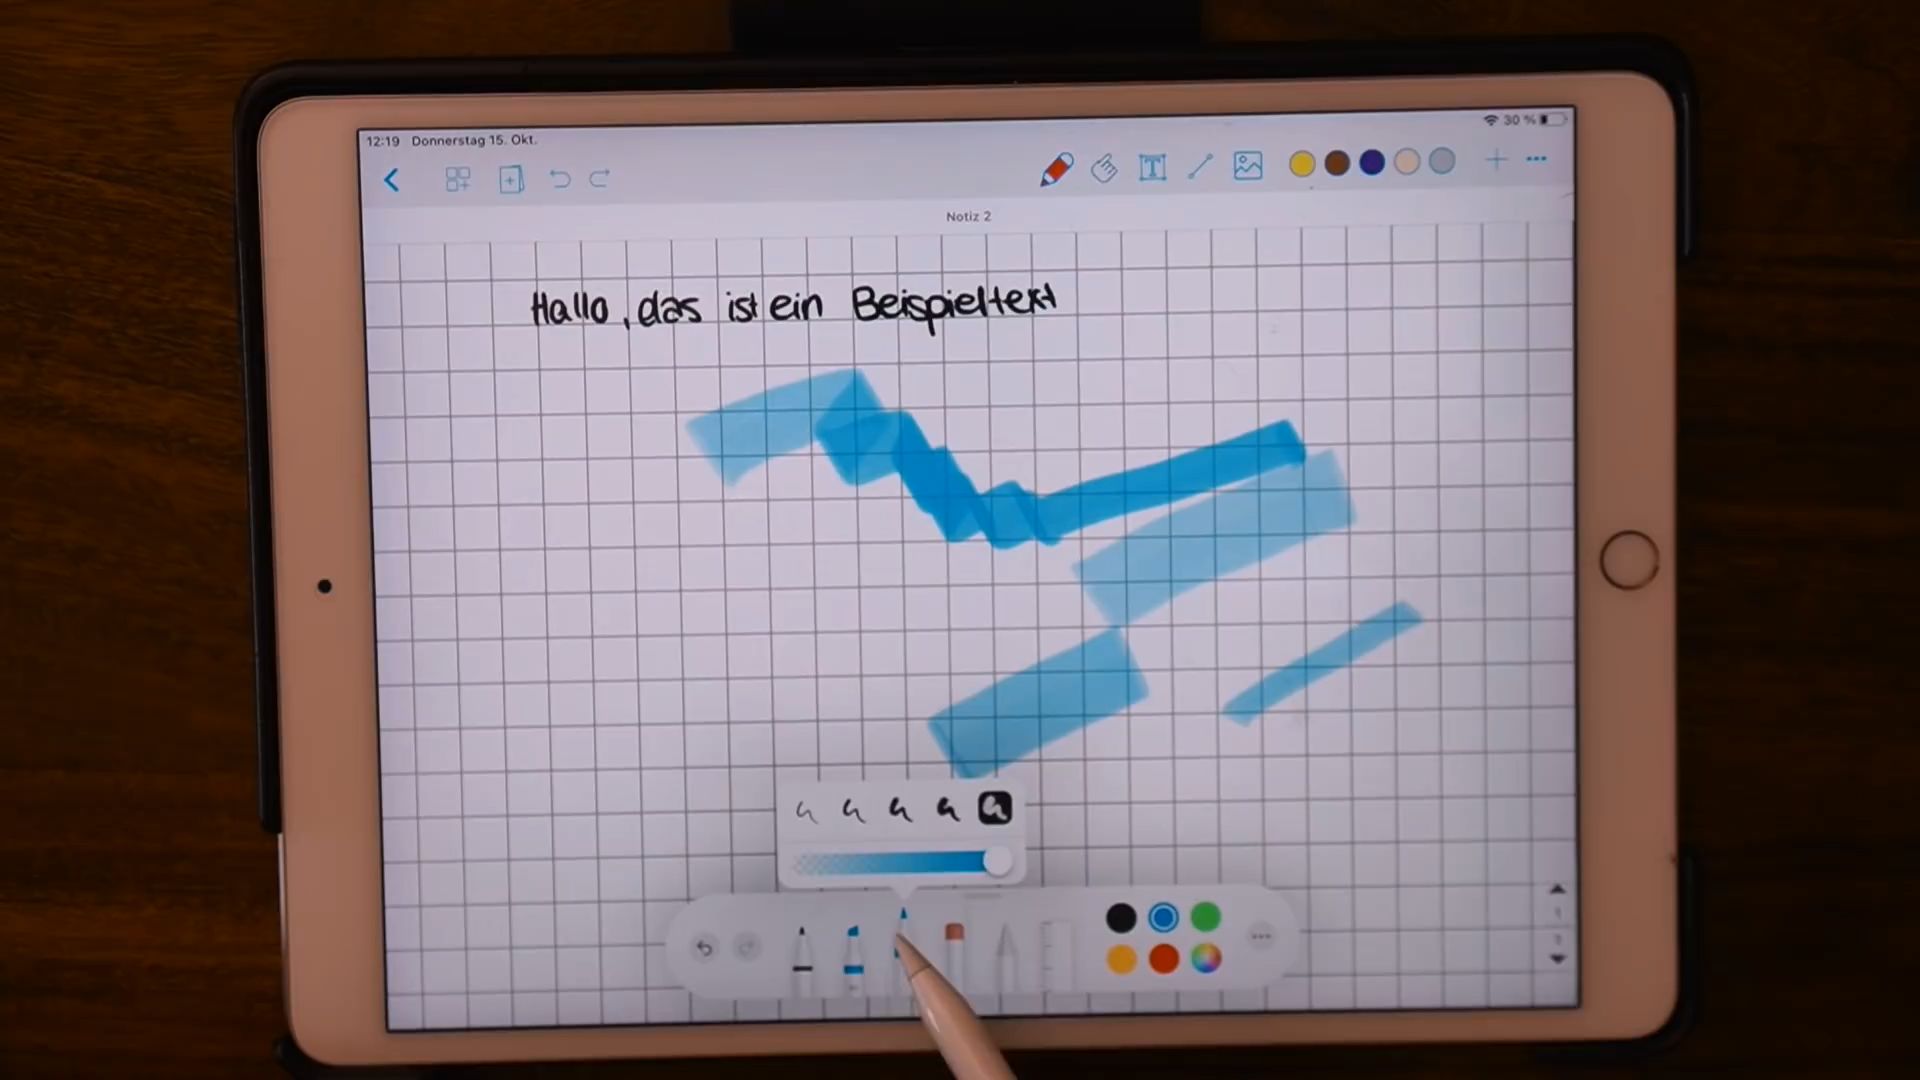 12:19 Donnerstag 15. Okt.
30 %
T
Notiz 2
Hallo, das ist ein Beispieltext